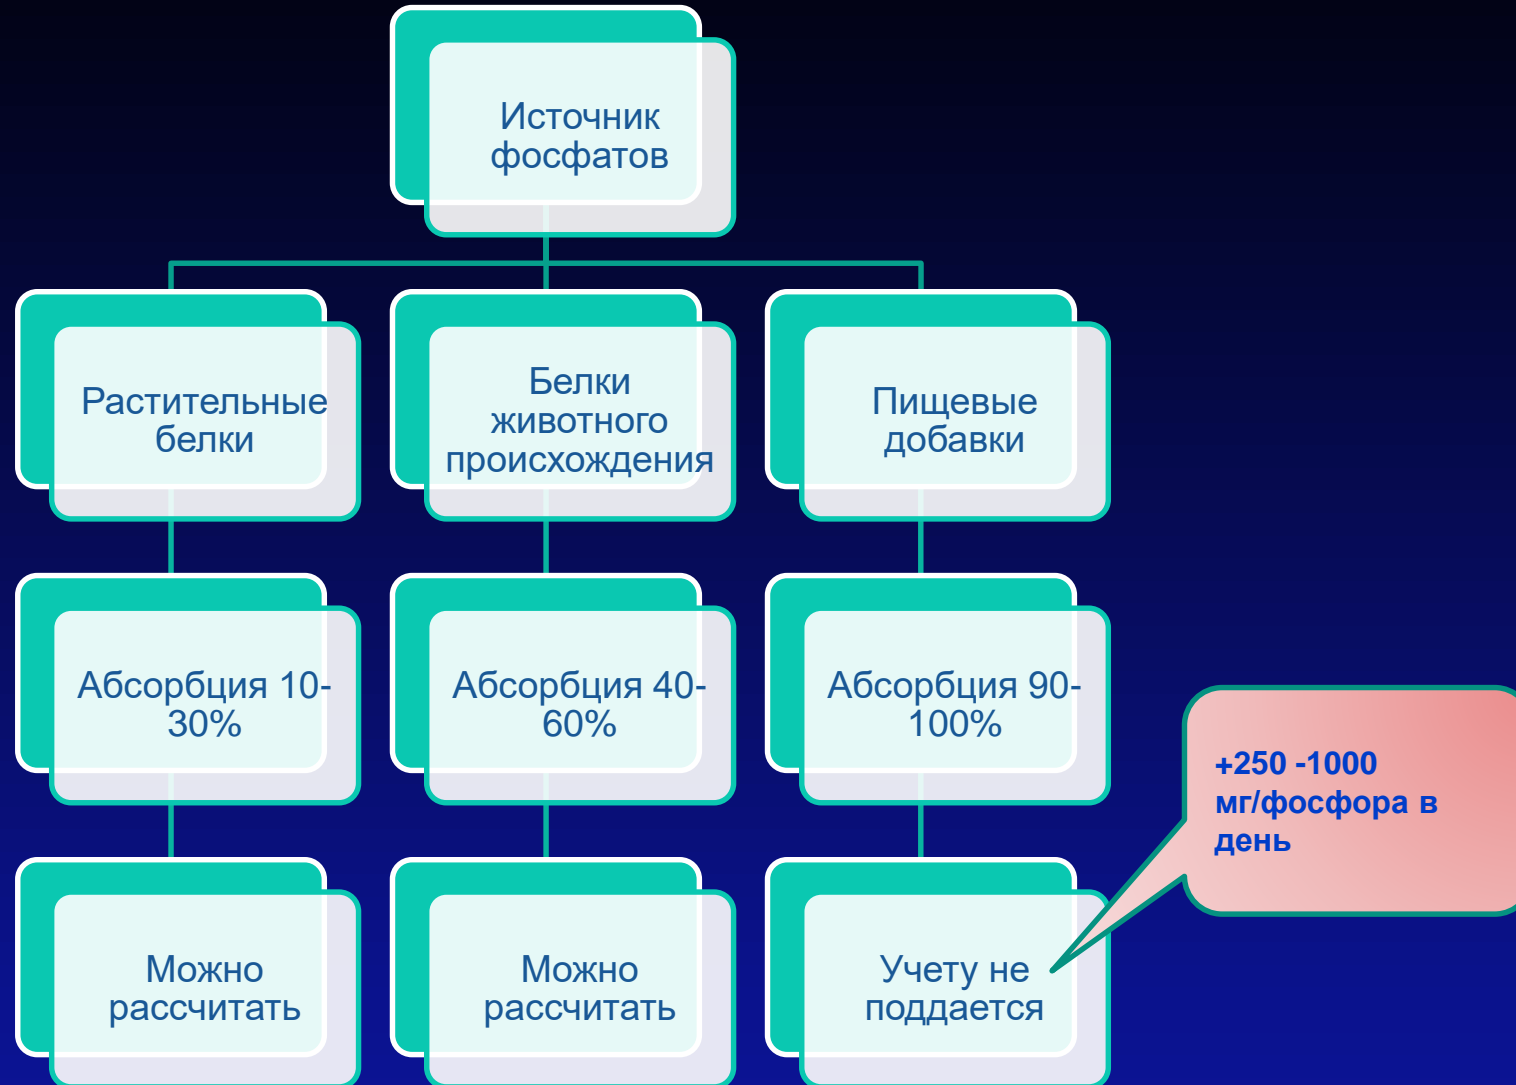 Источник
фосфатов
Растительные
белки
Белки
животного
происхождения
Пищевые
добавки
Абсорбция 10-
30%
Абсорбция 40-
60%
Абсорбция 90-
100%
+250 -1000
мг/фосфора в
день
Можно
рассчитать
Можно
рассчитать
Учету не
поддается